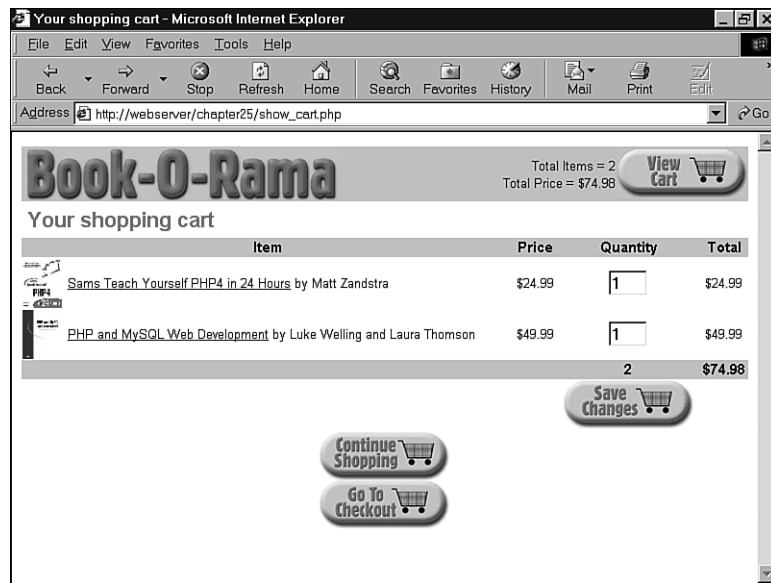 Your shopping cart - Microsoft Internet Explorer
File Edit View Favorites Tools Help
Back Forward Stop Refresh Home Search Favorites History Mail Print Edit
Address http://webserver/chapter25/show_cart.php Go
Book-O-Rama
Total Items = 2
Total Price = $74.98
View
Cart
Your shopping cart
Item Price Quantity Total
PHP4
Sams Teach Yourself PHP4 in 24 Hours by Matt Zandstra $24.99 1 $24.99
PHP and MySQL Web Development by Luke Welling and Laura Thomson $49.99 1 $49.99
2 $74.98
Save
Changes
Continue
Shopping
Go To
Checkout